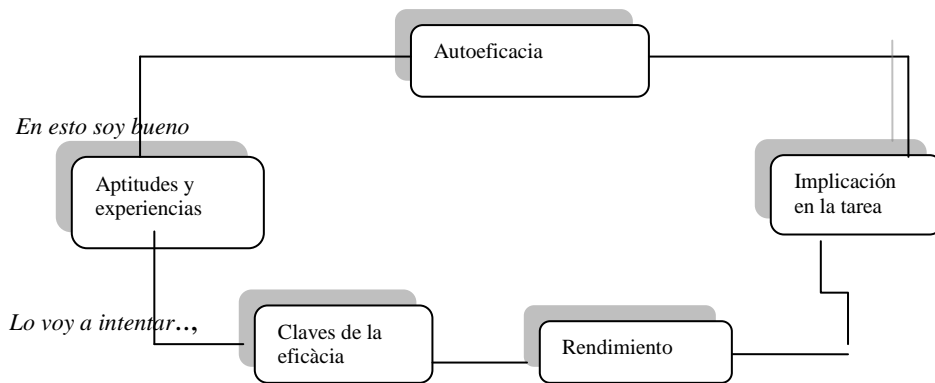 Autoeficacia
En esto soy bueno
Aptitudes y
experiencias
Implicación
en la tarea
Lo voy a intentar..,
Claves de la
eficàcia
Rendimiento